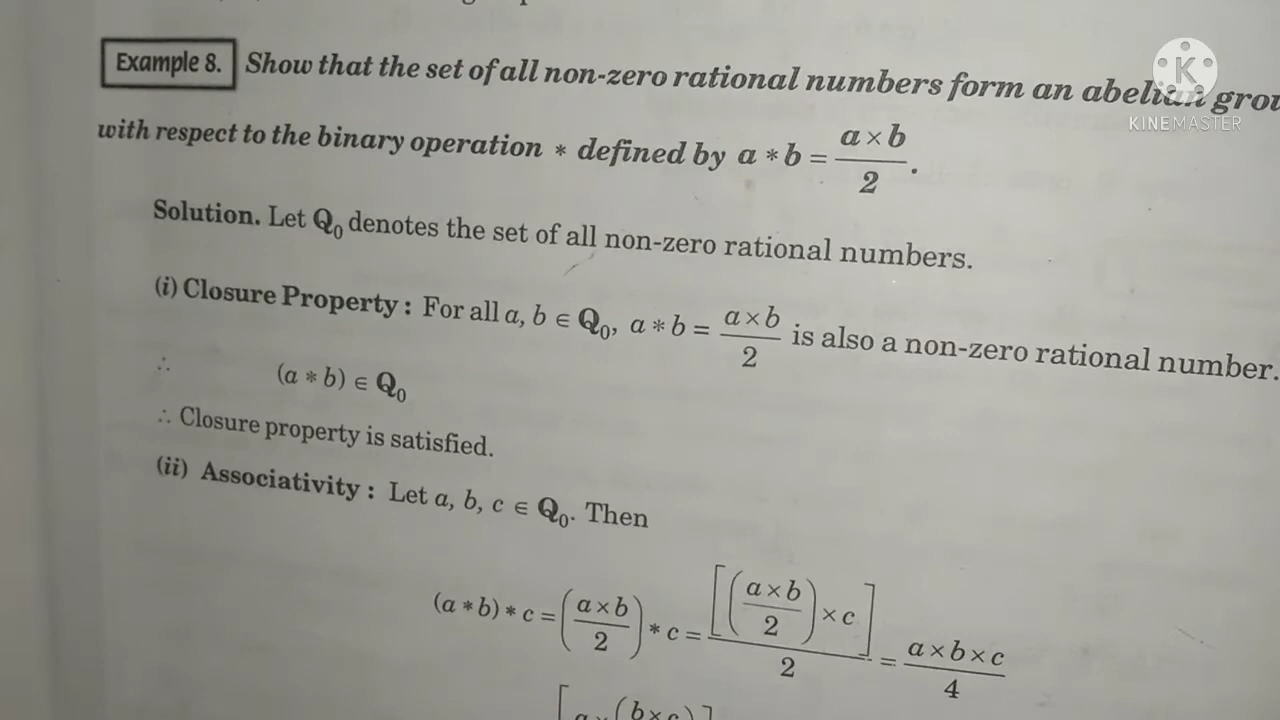 Example 8. Show that the set of all non-zero rational numbers form an abelian
with respect to the binary operation * defined by a * b = a × b / 2.
Solution. Let Q₀ denotes the set of all non-zero rational numbers.
(i) Closure Property : For all a, b ∈ Q₀, a * b = a × b / 2 is also a non-zero rational number.
∴ (a * b) ∈ Q₀
∴ Closure property is satisfied.
(ii) Associativity : Let a, b, c ∈ Q₀. Then
(a * b) * c = (a × b / 2) * c = [(a × b / 2) × c] / 2 = a × b × c / 4
[a × (b × c)]
K
KINEMASTER